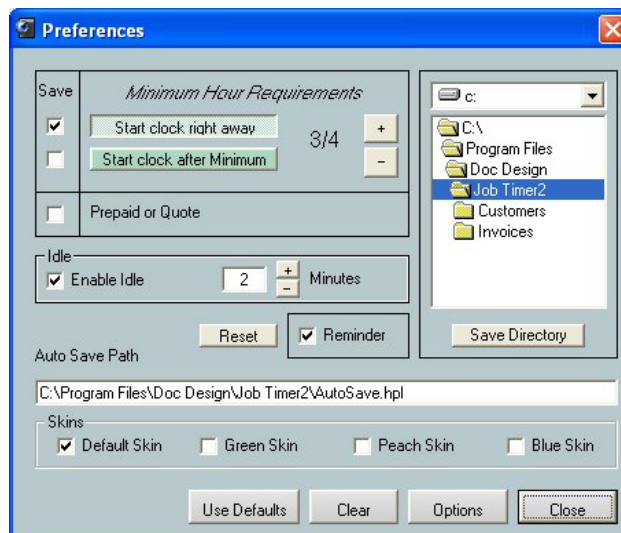 Preferences
Save
Minimum Hour Requirements
Start clock right away
3/4
+
Start clock after Minimum
-
Prepaid or Quote
Idle
Enable Idle
2
+
-
Minutes
Reset
Reminder
c:
C:\
Program Files
Doc Design
Job Timer2
Customers
Invoices
Save Directory
Auto Save Path
C:\Program Files\Doc Design\Job Timer2\AutoSave.hpl
Skins
Default Skin
Green Skin
Peach Skin
Blue Skin
Use Defaults
Clear
Options
Close